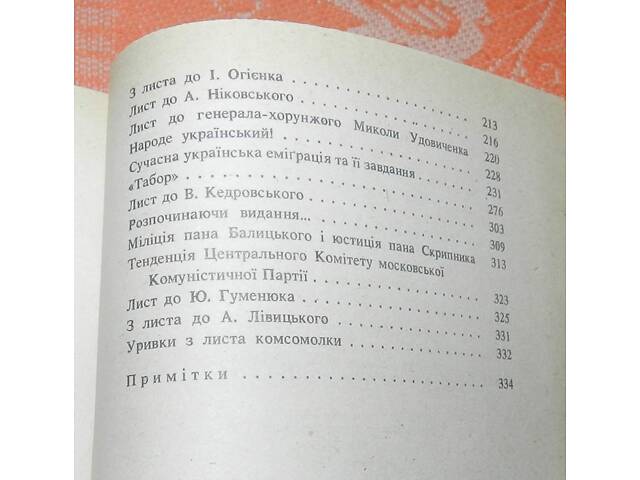 З листа до І. Огієнка . . . . . . . . . . . . 213
Лист до А. Ніковського . . . . . . . . . . . 216
Лист до генерала-хорунжого Миколи Удовиченка 220
Народе український! . . . . . . . . . . . . 228
Сучасна українська еміграція та її завдання . . . . 231
«Табор» . . . . . . . . . . . . . . . . . . 276
Лист до В. Кедровського . . . . . . . . . . . 303
Розпочинаючи видання... . . . . . . . . . . . 309
Міліція пана Балицького і юстиція пана Скрипника 313
Тенденція Центрального Комітету московської
Комуністичної Партії . . . . . . . . . . . . 323
Лист до Ю. Гуменюка . . . . . . . . . . . . 325
З листа до А. Лівицького . . . . . . . . . . 331
Уривки з листа комсомолки . . . . . . . . . . 332
Примітки . . . . . . . . . . . . . . . . . 334